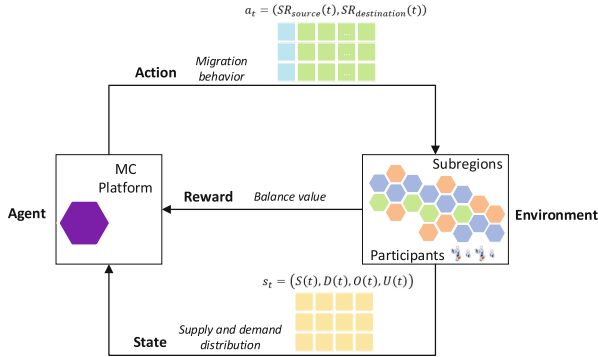 a_t = (SR_source(t), SR_destination(t))
... 
...
...
Action
Migration
behavior
MC
Platform
Subregions
Agent
Reward
Balance value
Environment
Participants
s_t = (S(t), D(t), O(t), U(t))
State
Supply and demand
distribution